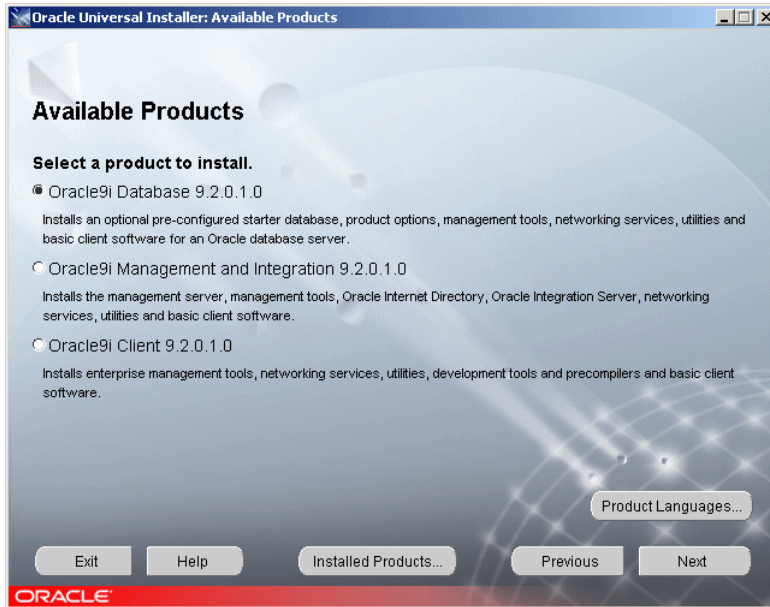 Oracle Universal Installer: Available Products
Available Products
Select a product to install.
Oracle9i Database 9.2.0.1.0
Installs an optional pre-configured starter database, product options, management tools, networking services, utilities and
basic client software for an Oracle database server.
Oracle9i Management and Integration 9.2.0.1.0
Installs the management server, management tools, Oracle Internet Directory, Oracle Integration Server, networking
services, utilities and basic client software.
Oracle9i Client 9.2.0.1.0
Installs enterprise management tools, networking services, utilities, development tools and precompilers and basic client
software.
Product Languages...
Exit Help Installed Products... Previous Next
ORACLE